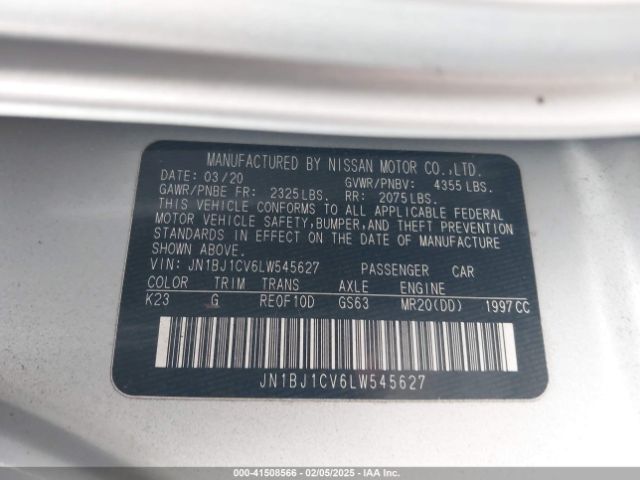 MANUFACTURED BY NISSAN MOTOR CO.,LTD.
DATE: 03/20 GVWR/PNBV: 4355 LBS.
GAWR/PNBE FR: 2325 LBS. RR: 2075 LBS.
THIS VEHICLE CONFORMS TO ALL APPLICABLE FEDERAL
MOTOR VEHICLE SAFETY, BUMPER, AND THEFT PREVENTION
STANDARDS IN EFFECT ON THE DATE OF MANUFACTURE
SHOWN ABOVE.
VIN: JN1BJ1CV6LW545627 PASSENGER CAR
COLOR TRIM TRANS AXLE ENGINE
K23 G RE0F10D GS63 MR20(DD) 1997 CC
JN1BJ1CV6LW545627
000-41508566 — 02/05/2025 — IAA Inc.